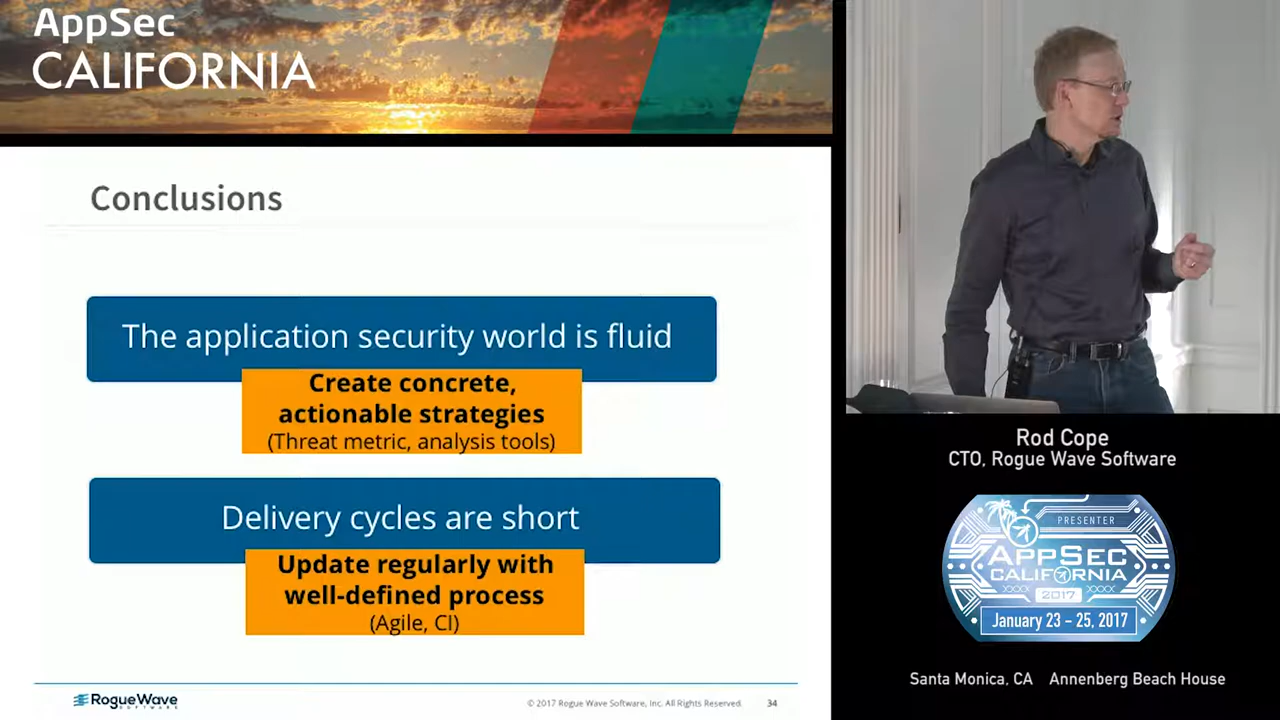 AppSec
CALIFORNIA
Conclusions
The application security world is fluid
Create concrete,
actionable strategies
(Threat metric, analysis tools)
Delivery cycles are short
Update regularly with
well-defined process
(Agile, CI)
RogueWave
SOFTWARE
© 2017 Rogue Wave Software, Inc. All Rights Reserved.
34
Rod Cope
CTO, Rogue Wave Software
PRESENTER
APPSEC
CALIFORNIA
XXXX 2017 XXXX
January 23 – 25, 2017
Santa Monica, CA Annenberg Beach House